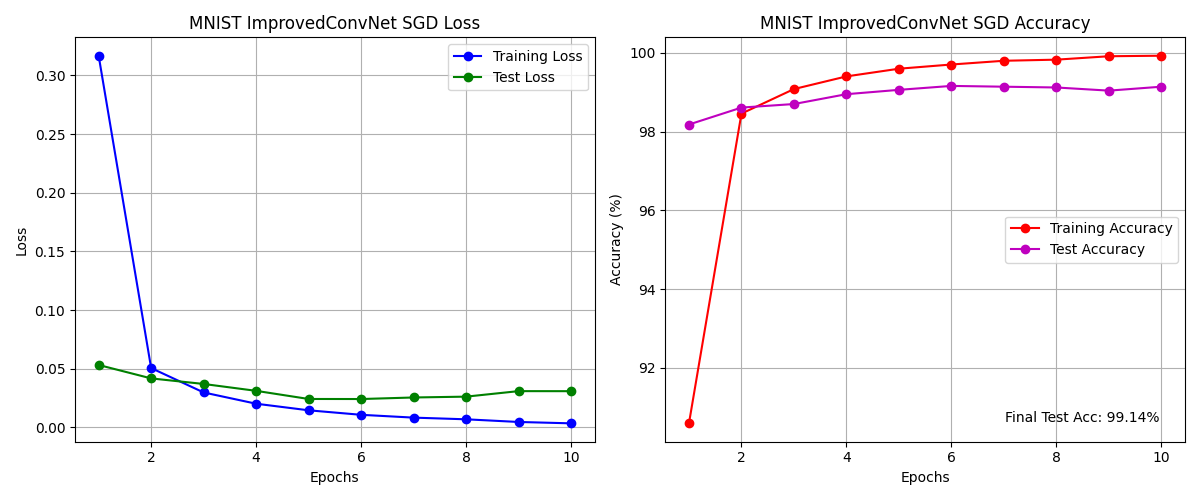 MNIST ImprovedConvNet SGD Loss
Training Loss
Test Loss
0.30
0.25
0.20
0.15
0.10
0.05
0.00
Loss
2 4 6 8 10
Epochs
MNIST ImprovedConvNet SGD Accuracy
100
98
96
94
92
Accuracy (%)
Training Accuracy
Test Accuracy
Final Test Acc: 99.14%
2 4 6 8 10
Epochs